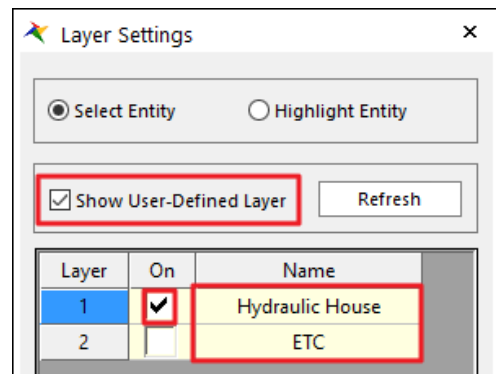 Layer Settings
Select Entity
Highlight Entity
Show User-Defined Layer
Refresh
Layer On Name
1 Hydraulic House
2 ETC